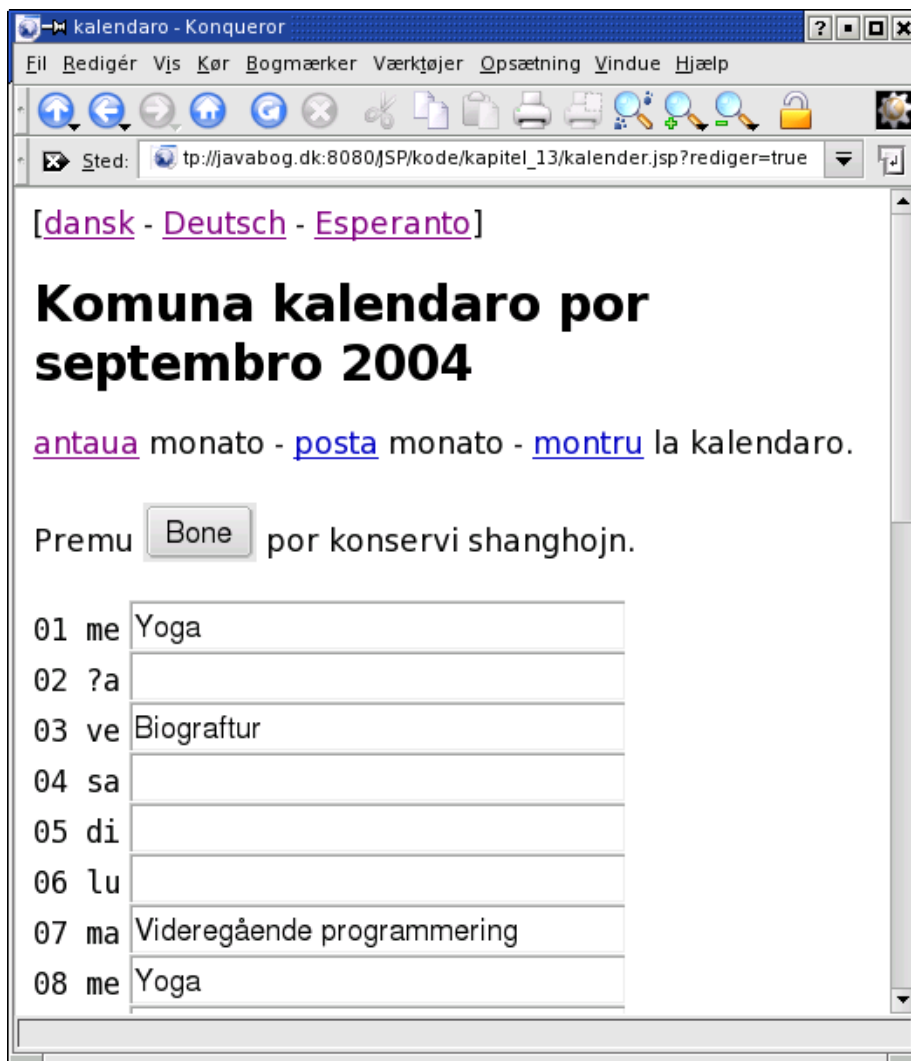 kalendaro - Konqueror
Fil Redigér Vis Kør Bogmærker Værktøjer Opsætning Vindue Hjælp
Sted: tp://javabog.dk:8080/JSP/kode/kapitel_13/kalender.jsp?rediger=true
[dansk - Deutsch - Esperanto]
Komuna kalendaro por
septembro 2004
antaua monato - posta monato - montru la kalendaro.
Premu Bone por konservi shanghojn.
01 me Yoga
02 ?a
03 ve Biograftur
04 sa
05 di
06 lu
07 ma Videregående programmering
08 me Yoga